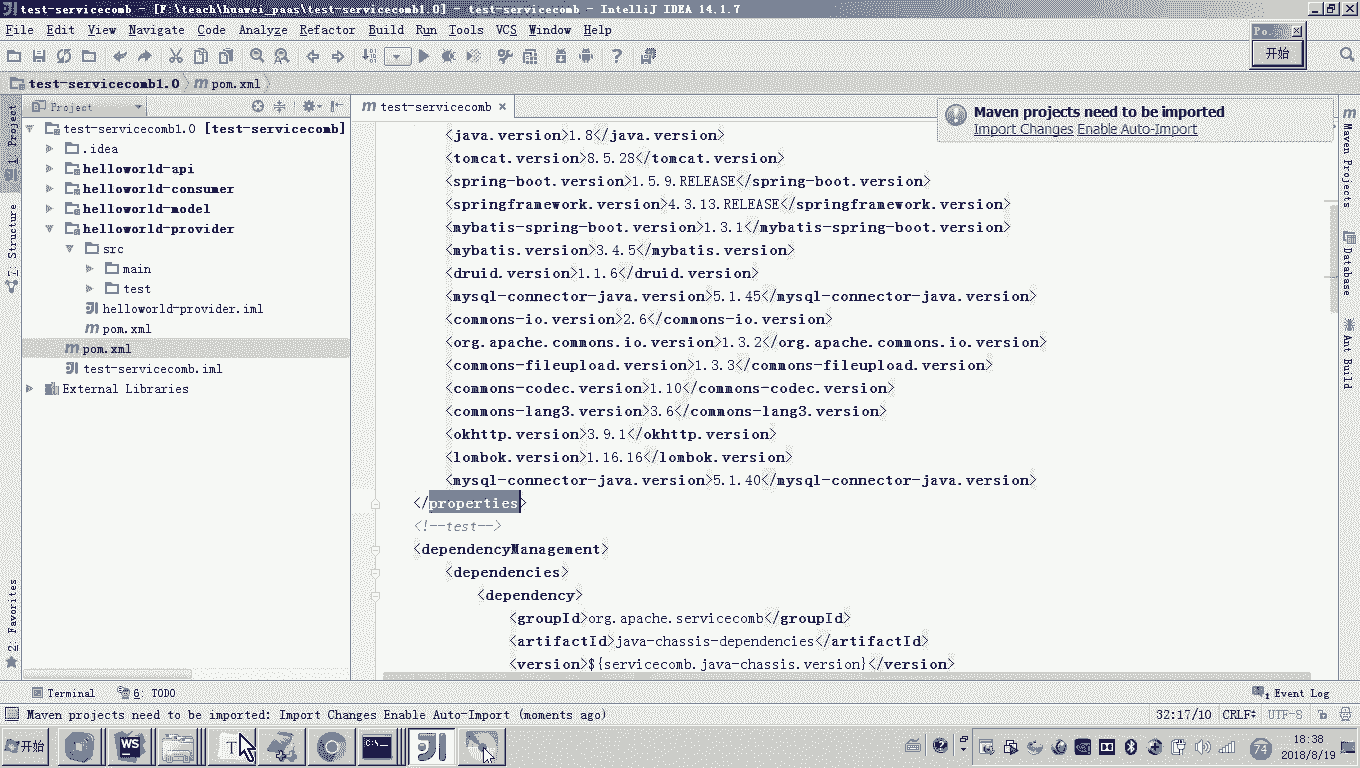 test-servicecomb - [F:\teach\huawei_paas\test-servicecomb1.0] - IntelliJ IDEA 14.1.7
File Edit View Navigate Code Analyze Refactor Build Run Tools VCS Window Help
开始
test-servicecomb1.0 pom.xml
Project
test-servicecomb
Maven projects need to be imported
Import Changes Enable Auto-Import
1: Project
7: Structure
2: Favorites
test-servicecomb1.0 [test-servicecomb]
.idea
helloworld-api
helloworld-consumer
helloworld-model
helloworld-provider
src
main
test
helloworld-provider.iml
pom.xml
pom.xml
test-servicecomb.iml
External Libraries
<java.version>1.8</java.version>
<tomcat.version>8.5.28</tomcat.version>
<spring-boot.version>1.5.9.RELEASE</spring-boot.version>
<springframework.version>4.3.13.RELEASE</springframework.version>
<mybatis-spring-boot.version>1.3.1</mybatis-spring-boot.version>
<mybatis.version>3.4.5</mybatis.version>
<druid.version>1.1.6</druid.version>
<mysql-connector-java.version>5.1.45</mysql-connector-java.version>
<commons-io.version>2.6</commons-io.version>
<org.apache.commons.io.version>1.3.2</org.apache.commons.io.version>
<commons-fileupload.version>1.3.3</commons-fileupload.version>
<commons-codec.version>1.10</commons-codec.version>
<commons-lang3.version>3.6</commons-lang3.version>
<okhttp.version>3.9.1</okhttp.version>
<lombok.version>1.16.16</lombok.version>
<mysql-connector-java.version>5.1.40</mysql-connector-java.version>
</properties>
<!--test-->
<dependencyManagement>
<dependencies>
<dependency>
<groupId>org.apache.servicecomb</groupId>
<artifactId>java-chassis-dependencies</artifactId>
<version>${servicecomb.java-chassis.version}</version>
Maven Projects
Database
Ant Build
Terminal 6: TODO
Event Log
Maven projects need to be imported: Import Changes Enable Auto-Import (moments ago)
32:17/10 CRLF UTF-8
开始
WS
T
C:\
74
18:38
2018/8/19